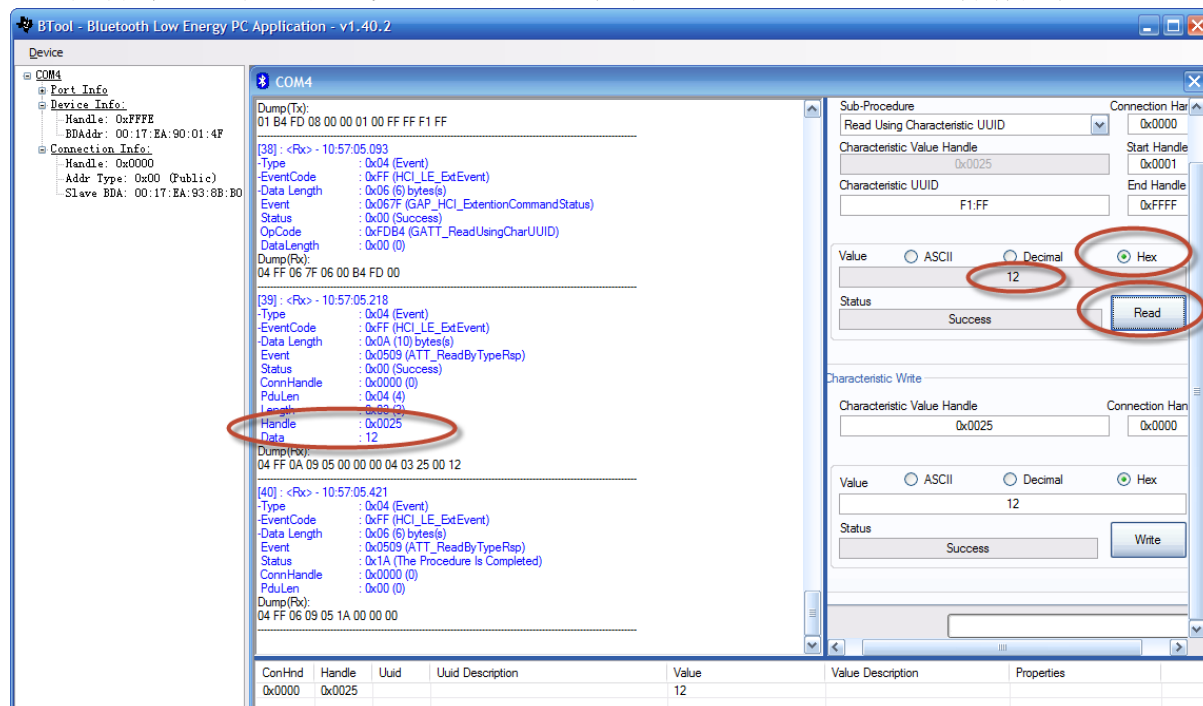 BTool - Bluetooth Low Energy PC Application - v1.40.2
Device
COM4
Port Info
Device Info:
Handle: 0xFFFE
BDAddr: 00:17:EA:90:01:4F
Connection Info:
Handle: 0x0000
Addr Type: 0x00 (Public)
Slave BDA: 00:17:EA:93:8B:B0
COM4
Dump(Tx):
01 B4 FD 08 00 00 01 00 FF FF F1 FF
[38] : <Rx> - 10:57:05.093
-Type : 0x04 (Event)
-EventCode : 0xFF (HCI_LE_ExtEvent)
-Data Length : 0x06 (6) bytes(s)
Event : 0x067F (GAP_HCI_ExtentionCommandStatus)
Status : 0x00 (Success)
OpCode : 0xFDB4 (GATT_ReadUsingCharUUID)
DataLength : 0x00 (0)
Dump(Rx):
04 FF 06 7F 06 00 B4 FD 00
[39] : <Rx> - 10:57:05.218
-Type : 0x04 (Event)
-EventCode : 0xFF (HCI_LE_ExtEvent)
-Data Length : 0x0A (10) bytes(s)
Event : 0x0509 (ATT_ReadByTypeRsp)
Status : 0x00 (Success)
ConnHandle : 0x0000 (0)
PduLen : 0x04 (4)
Length : 0x03 (3)
Handle : 0x0025
Data : 12
Dump(Rx):
04 FF 0A 09 05 00 00 00 04 03 25 00 12
[40] : <Rx> - 10:57:05.421
-Type : 0x04 (Event)
-EventCode : 0xFF (HCI_LE_ExtEvent)
-Data Length : 0x06 (6) bytes(s)
Event : 0x0509 (ATT_ReadByTypeRsp)
Status : 0x1A (The Procedure Is Completed)
ConnHandle : 0x0000 (0)
PduLen : 0x00 (0)
Dump(Rx):
04 FF 06 09 05 1A 00 00 00
Sub-Procedure Connection Har
Read Using Characteristic UUID 0x0000
Characteristic Value Handle Start Handle
0x0025 0x0001
Characteristic UUID End Handle
F1:FF 0xFFFF
Value ASCII Decimal Hex
12
Status
Success Read
Characteristic Write
Characteristic Value Handle Connection Han
0x0025 0x0000
Value ASCII Decimal Hex
12
Status
Success Write
ConHnd Handle Uuid Uuid Description Value Value Description Properties
0x0000 0x0025 12